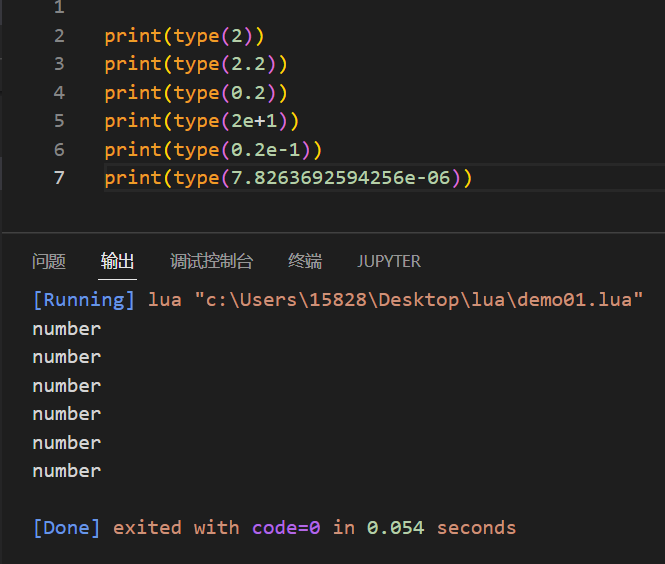 1
2 print(type(2))
3 print(type(2.2))
4 print(type(0.2))
5 print(type(2e+1))
6 print(type(0.2e-1))
7 print(type(7.8263692594256e-06))
问题 输出 调试控制台 终端 JUPYTER
[Running] lua "c:\Users\15828\Desktop\lua\demo01.lua"
number
number
number
number
number
number
[Done] exited with code=0 in 0.054 seconds